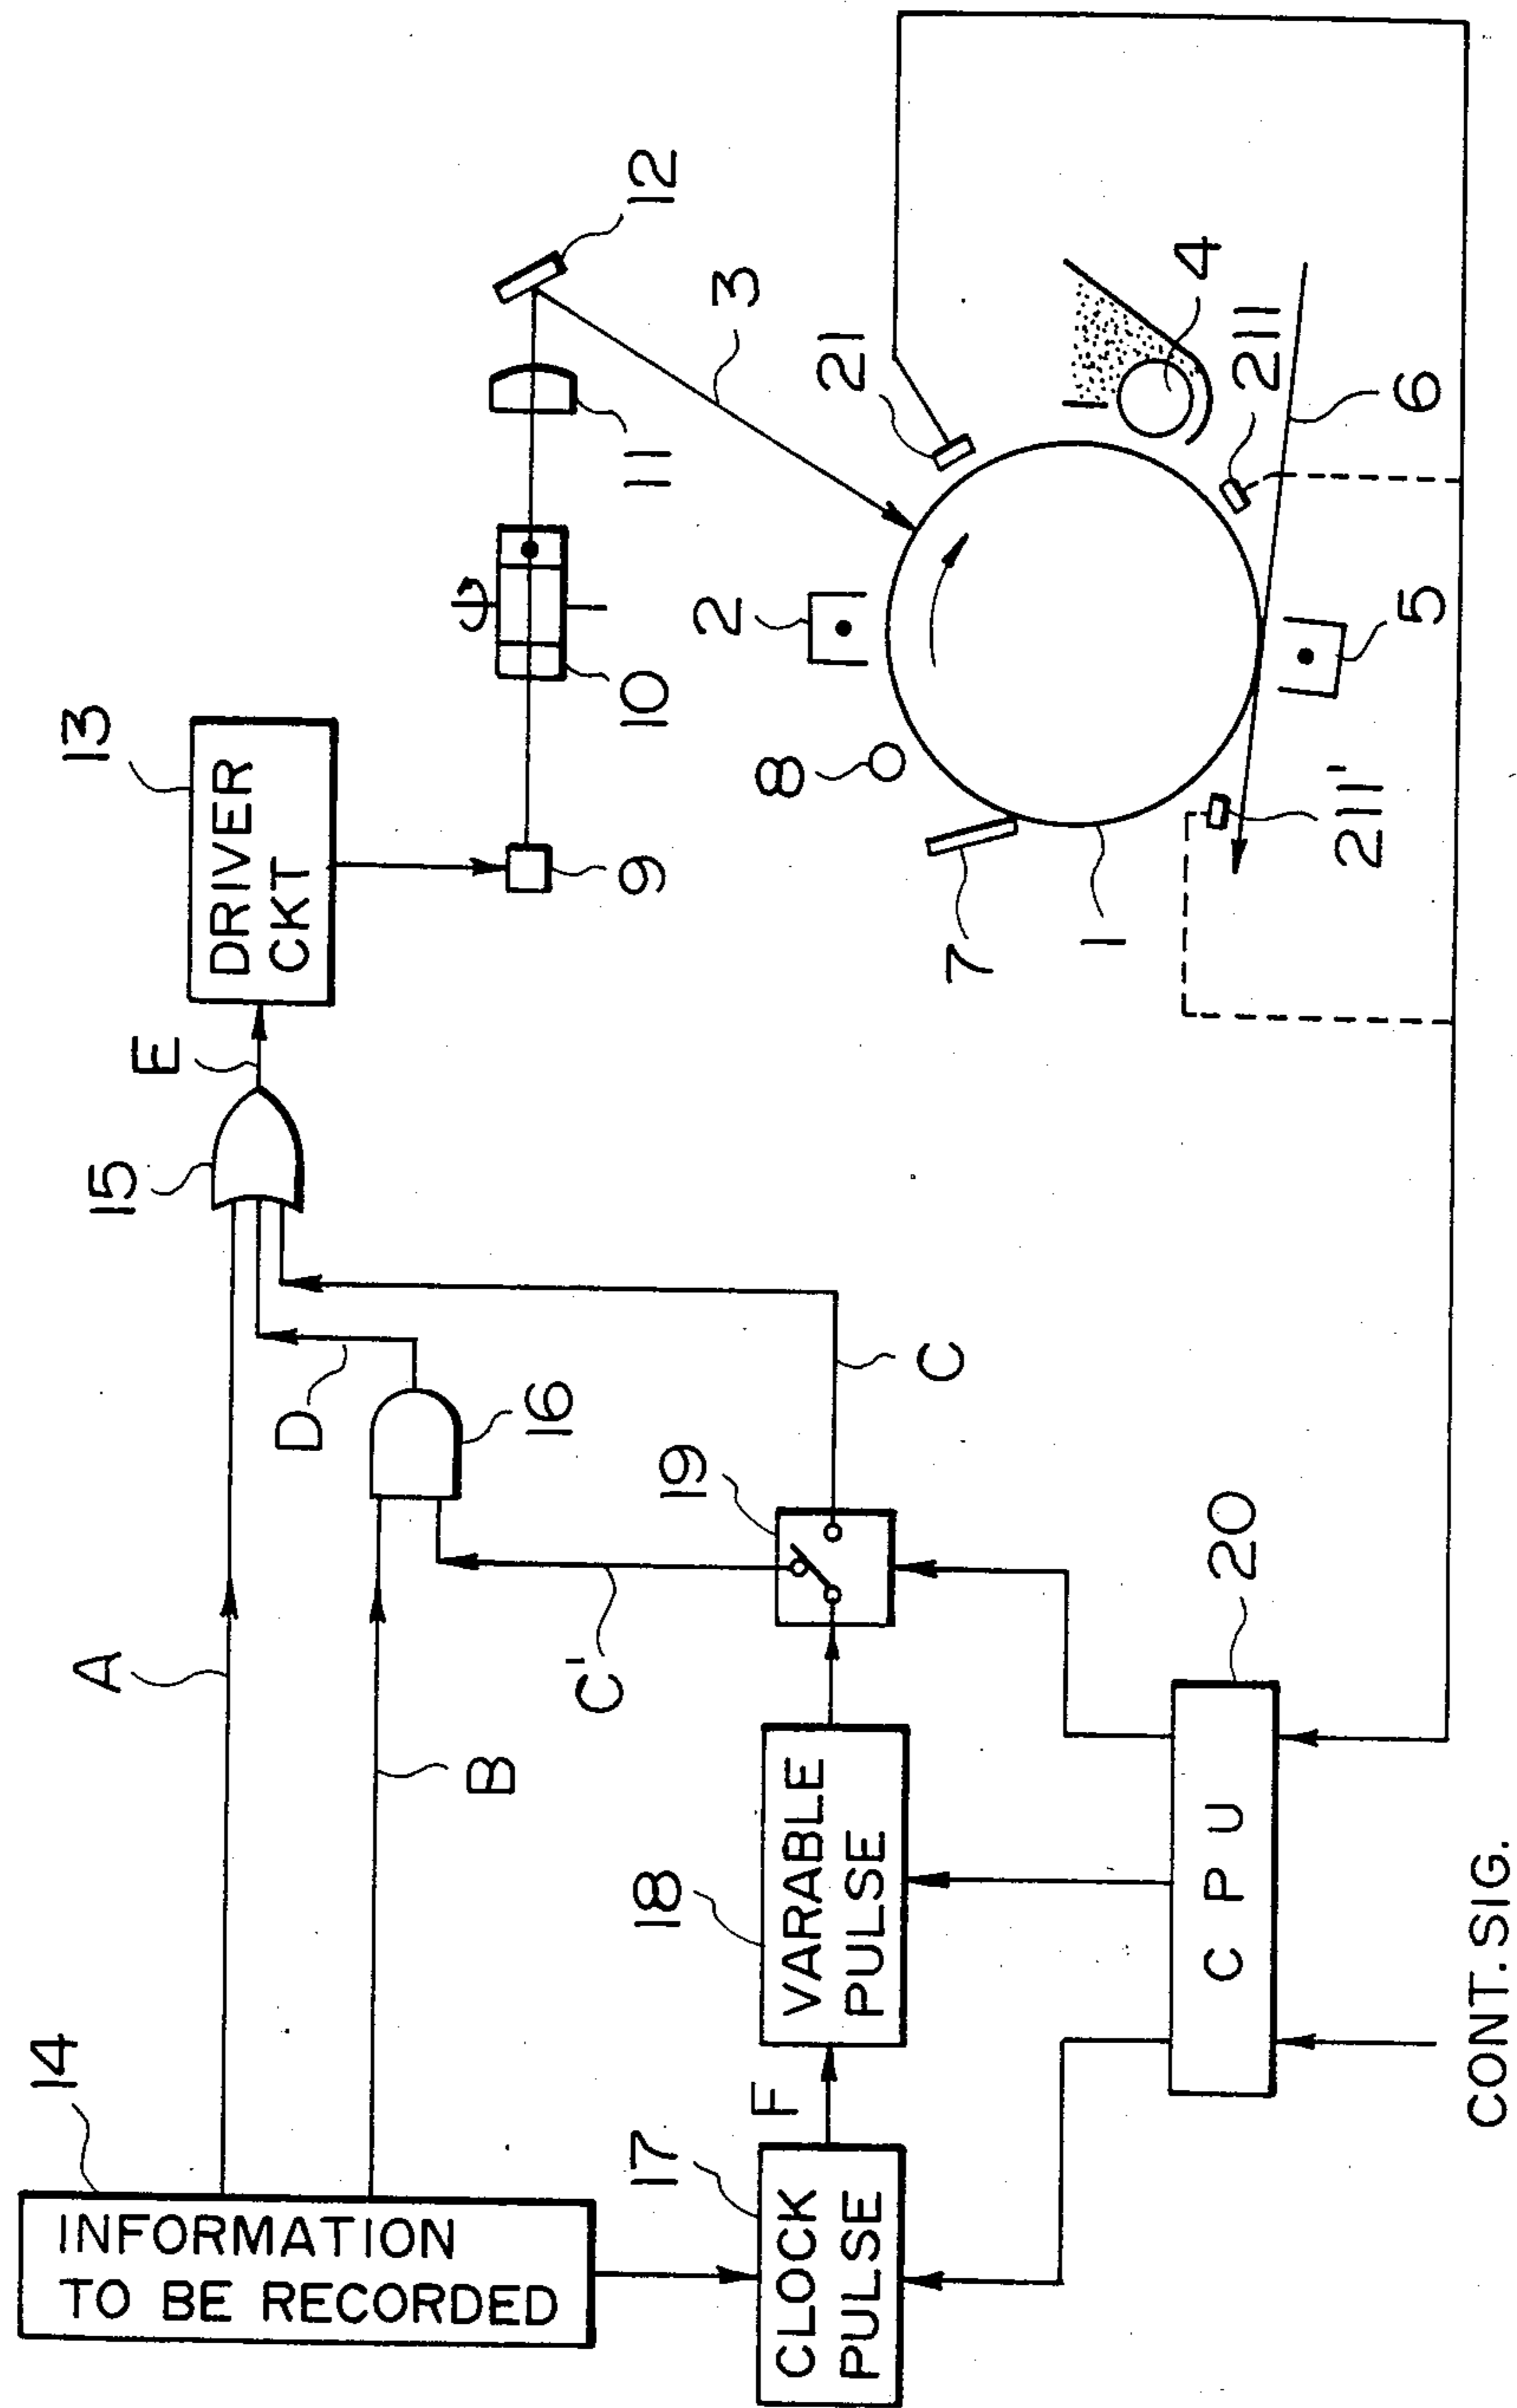 14
INFORMATION
TO BE RECORDED
A
B
15
E
13
DRIVER
CKT
D
16
C'
C
17
CLOCK
PULSE
F
18
VARABLE
PULSE
19
20
C P U
CONT. SIG.
9
10
11
12
3
2
8
7
1
21
4
211
6
5
211'